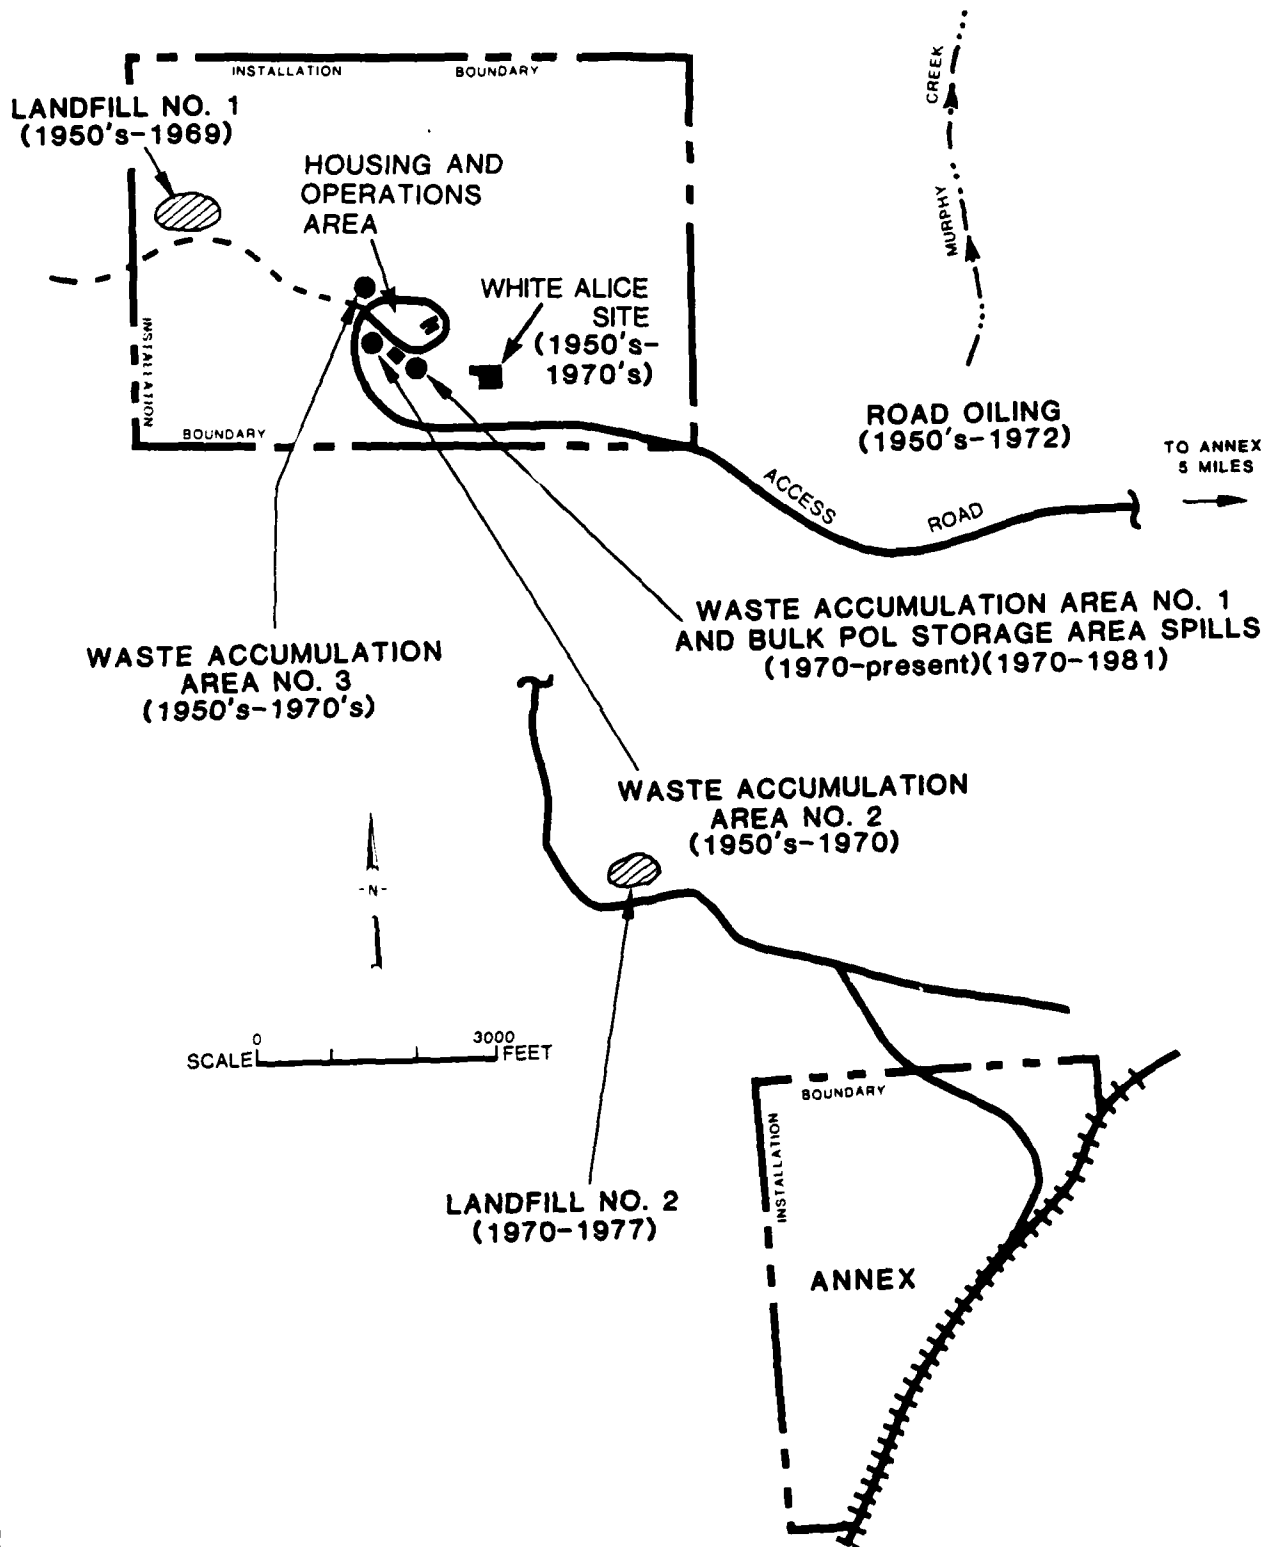 INSTALLATION BOUNDARY
LANDFILL NO. 1
(1950's-1969)
HOUSING AND
OPERATIONS
AREA
WHITE ALICE
SITE
(1950's-
1970's)
INSTALLATION
BOUNDARY
CREEK
MURPHY
ROAD OILING
(1950's-1972)
TO ANNEX
5 MILES
ACCESS
ROAD
WASTE ACCUMULATION AREA NO. 1
AND BULK POL STORAGE AREA SPILLS
(1970-present)(1970-1981)
WASTE ACCUMULATION
AREA NO. 3
(1950's-1970's)
WASTE ACCUMULATION
AREA NO. 2
(1950's-1970)
-N-
0 3000
SCALE FEET
BOUNDARY
INSTALLATION
LANDFILL NO. 2
(1970-1977)
ANNEX